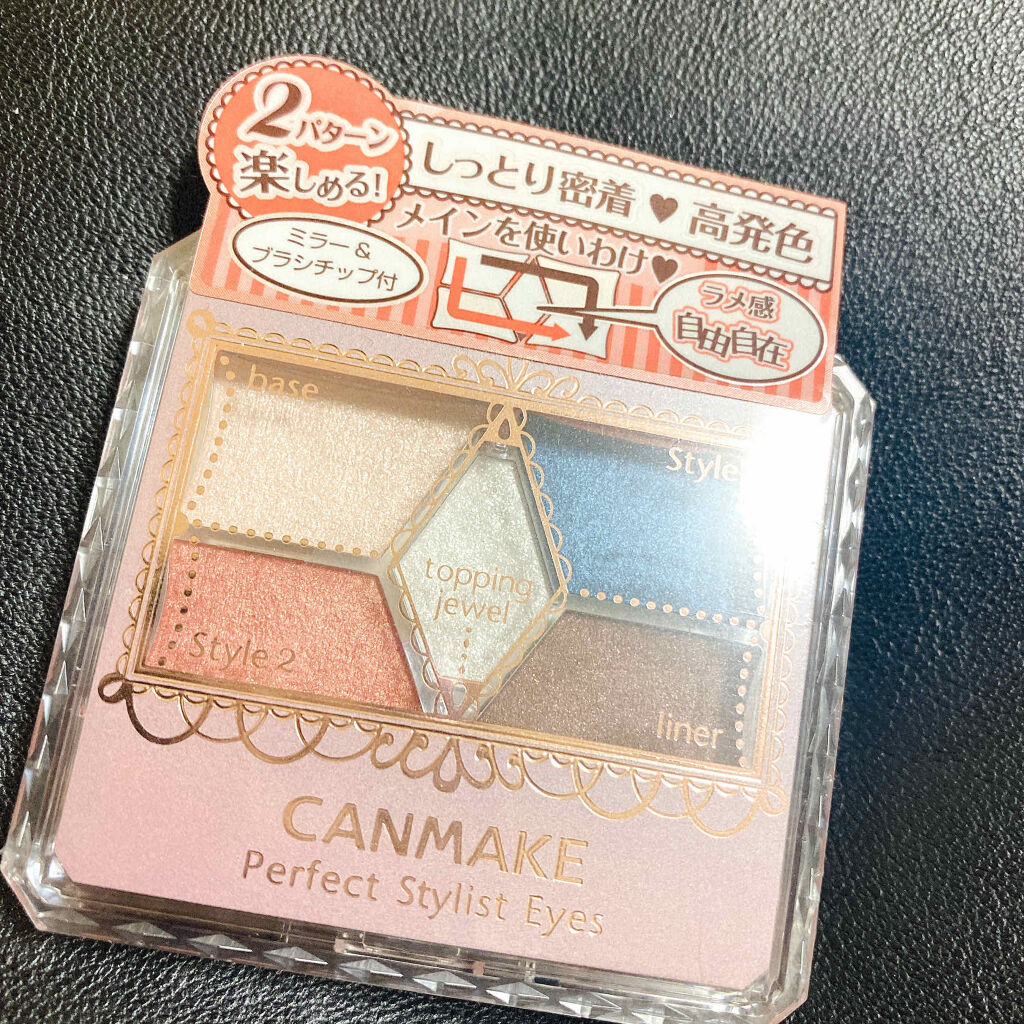 2パターン
楽しめる!
しっとり密着♥高発色
メインを使いわけ♥
ミラー&
ブラシチップ付
ラメ感
自由自在
base
Style
topping
jewel
Style 2
liner
CANMAKE
Perfect Stylist Eyes